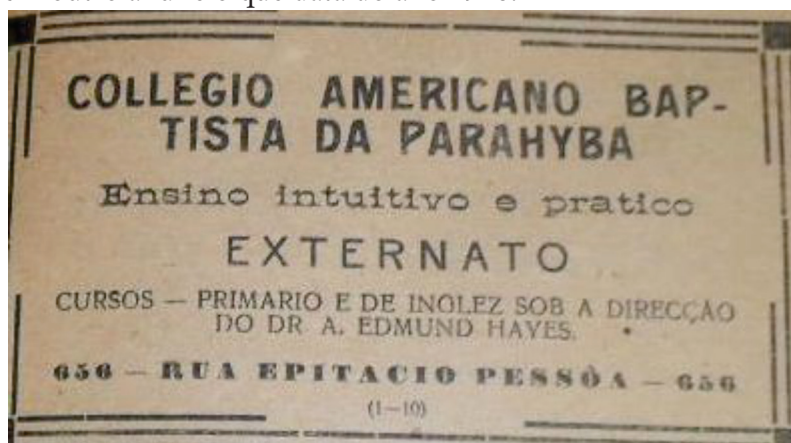 COLLEGIO AMERICANO BAP-
TISTA DA PARAHYBA
Ensino intuitivo e pratico
EXTERNATO
CURSOS — PRIMARIO E DE INGLEZ SOB A DIRECÇÃO
DO DR A. EDMUND HAYES.
656 — RUA EPITACIO PESSÔA — 656
(1—10)